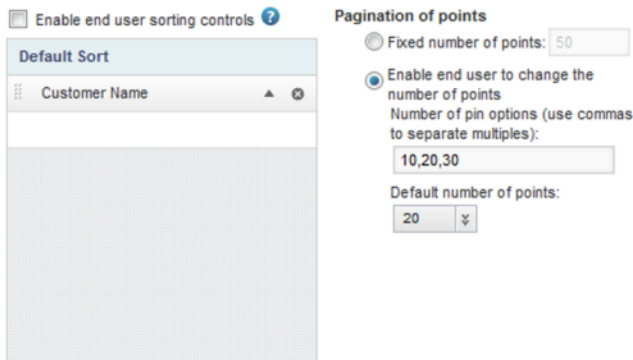 Enable end user sorting controls ?
Default Sort
Customer Name
Pagination of points
Fixed number of points: 50
Enable end user to change the
number of points
Number of pin options (use commas
to separate multiples):
10,20,30
Default number of points:
20